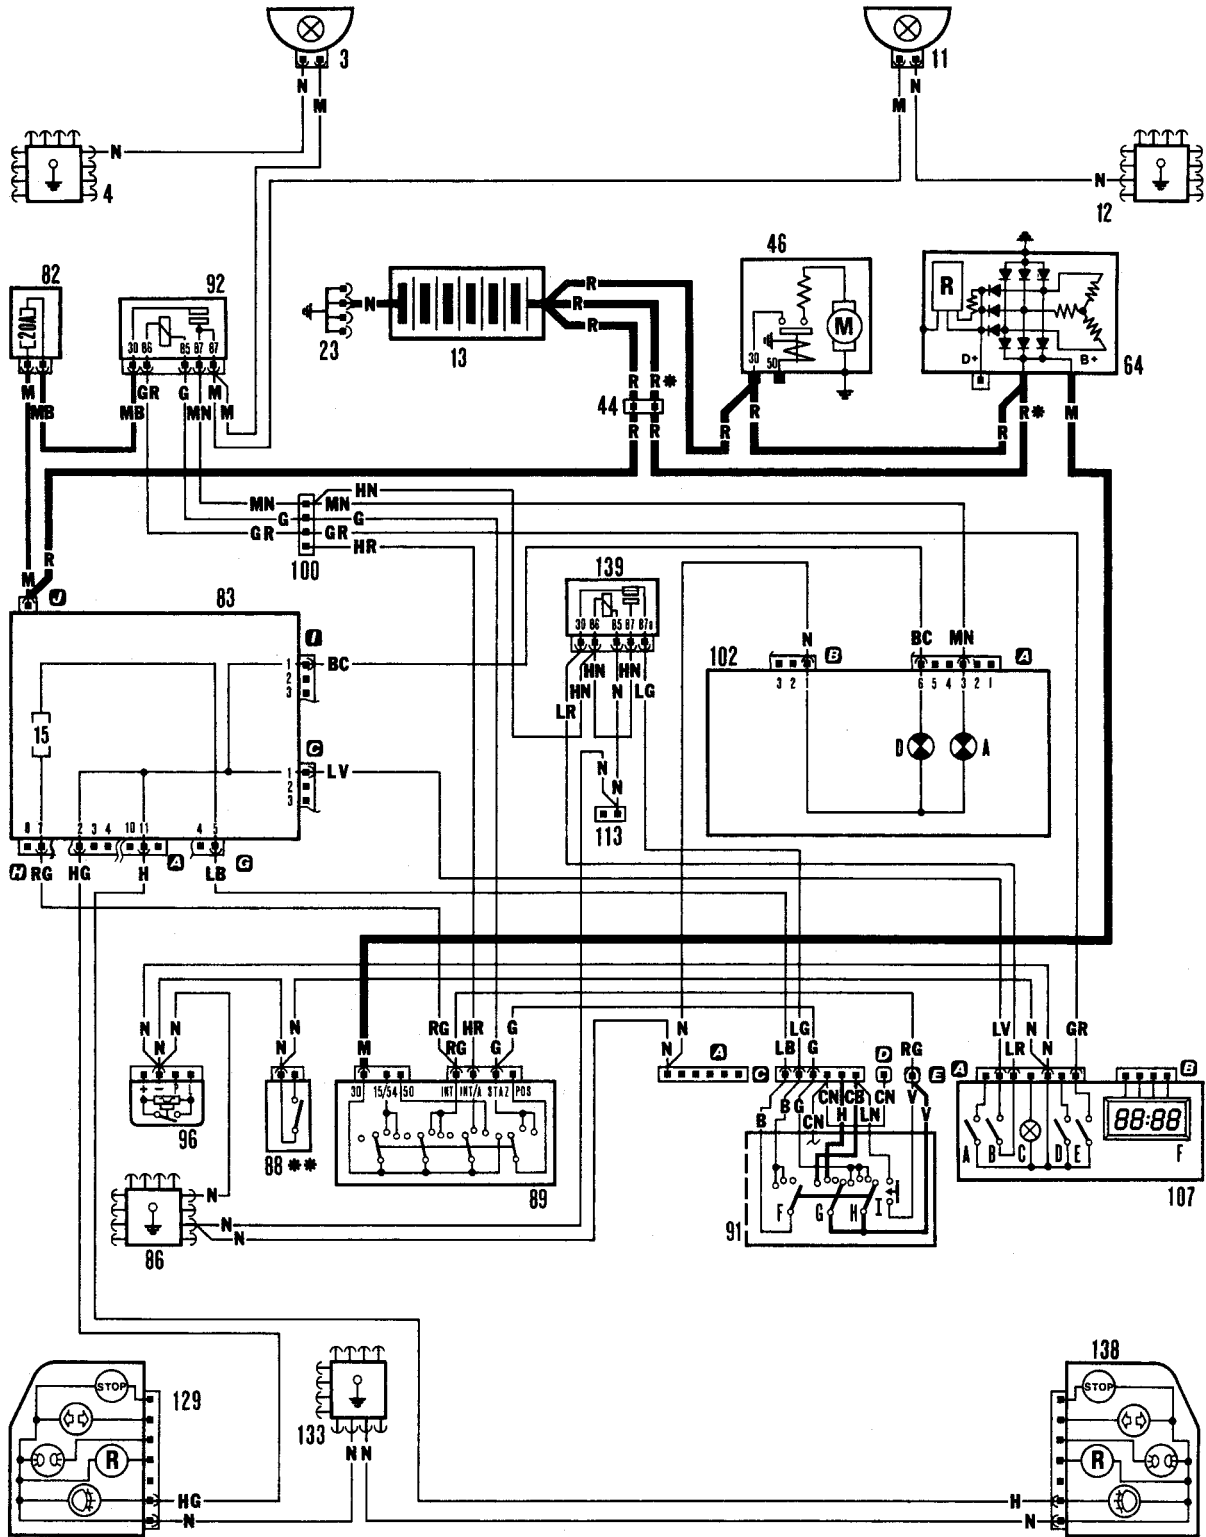 3
11
N
N
M
M
N
4
N
12
82
92
46
20A
30 86 85 87 87
N
23
13
R
R
R
M
30
50
R
D+
B+
64
M
MB
MB
GR
G
MN
M
M
R
R✱
44
R
R
R
R
R
R✱
M
HN
MN
MN
G
G
GR
GR
HR
100
R
M
J
83
139
30 86 85 87 87a
HN
HN
HN
N
LG
LR
I
1
2
3
BC
N
BC
MN
102
B
A
3 2 1
6 5 4 3 2 1
15
D
A
C
1
2
3
LV
N
N
113
8 7
2 3 4
10 11
4 5
H
RG
HG
H
A
LB
G
N
N
N
N
N
M
RG
RG
HR
G
G
N
N
A
LG
LB
G
C
D
RG
E
LV
LR
N
N
GR
A
B
+ −
96
88✱✱
30
15/54
50
INT
INT/A
STAZ
POS
89
B
B
G
CN
CN
H
CB
LN
CN
V
V
F
G
H
I
91
A
B
C
D
E
88:88
F
107
N
N
N
86
STOP
129
R
HG
N
133
N N
138
STOP
R
H
N